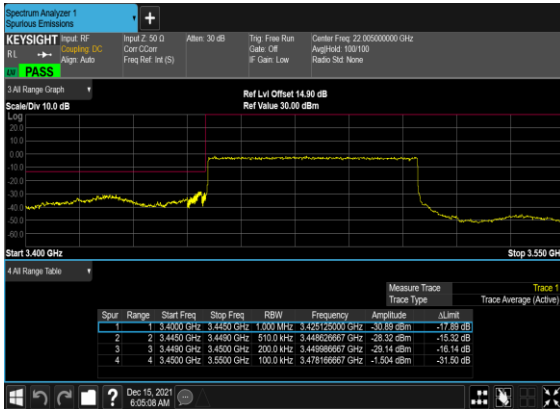 Spectrum Analyzer 1
Spurious Emissions
+
KEYSIGHT Input: RF Input Z: 50 Ω Atten: 30 dB Trig: Free Run Center Freq: 22.005000000 GHz
RL Coupling: DC Corr CCorr Gate: Off Avg|Hold: 100/100
Align: Auto Freq Ref: Int (S) IF Gain: Low Radio Std: None
PASS
3 All Range Graph
Ref Lvl Offset 14.90 dB
Scale/Div 10.0 dB Ref Value 30.00 dBm
Log
20.0
10.0
0.00
-10.0
-20.0
-30.0
-40.0
-50.0
-60.0
Start 3.400 GHz Stop 3.550 GH
4 All Range Table
Measure Trace Trace 1
Trace Type Trace Average (Active)
Spur Range Start Freq Stop Freq RBW Frequency Amplitude ΔLimit
1 1 3.4000 GHz 3.4450 GHz 1.000 MHz 3.425125000 GHz -30.89 dBm -17.89 dB
2 2 3.4450 GHz 3.4490 GHz 510.0 kHz 3.448626667 GHz -28.32 dBm -15.32 dB
3 3 3.4490 GHz 3.4500 GHz 200.0 kHz 3.449986667 GHz -29.14 dBm -16.14 dB
4 4 3.4500 GHz 3.5500 GHz 100.0 kHz 3.478166667 GHz -1.504 dBm -31.50 dB
?
Dec 15, 2021
6:05:08 AM